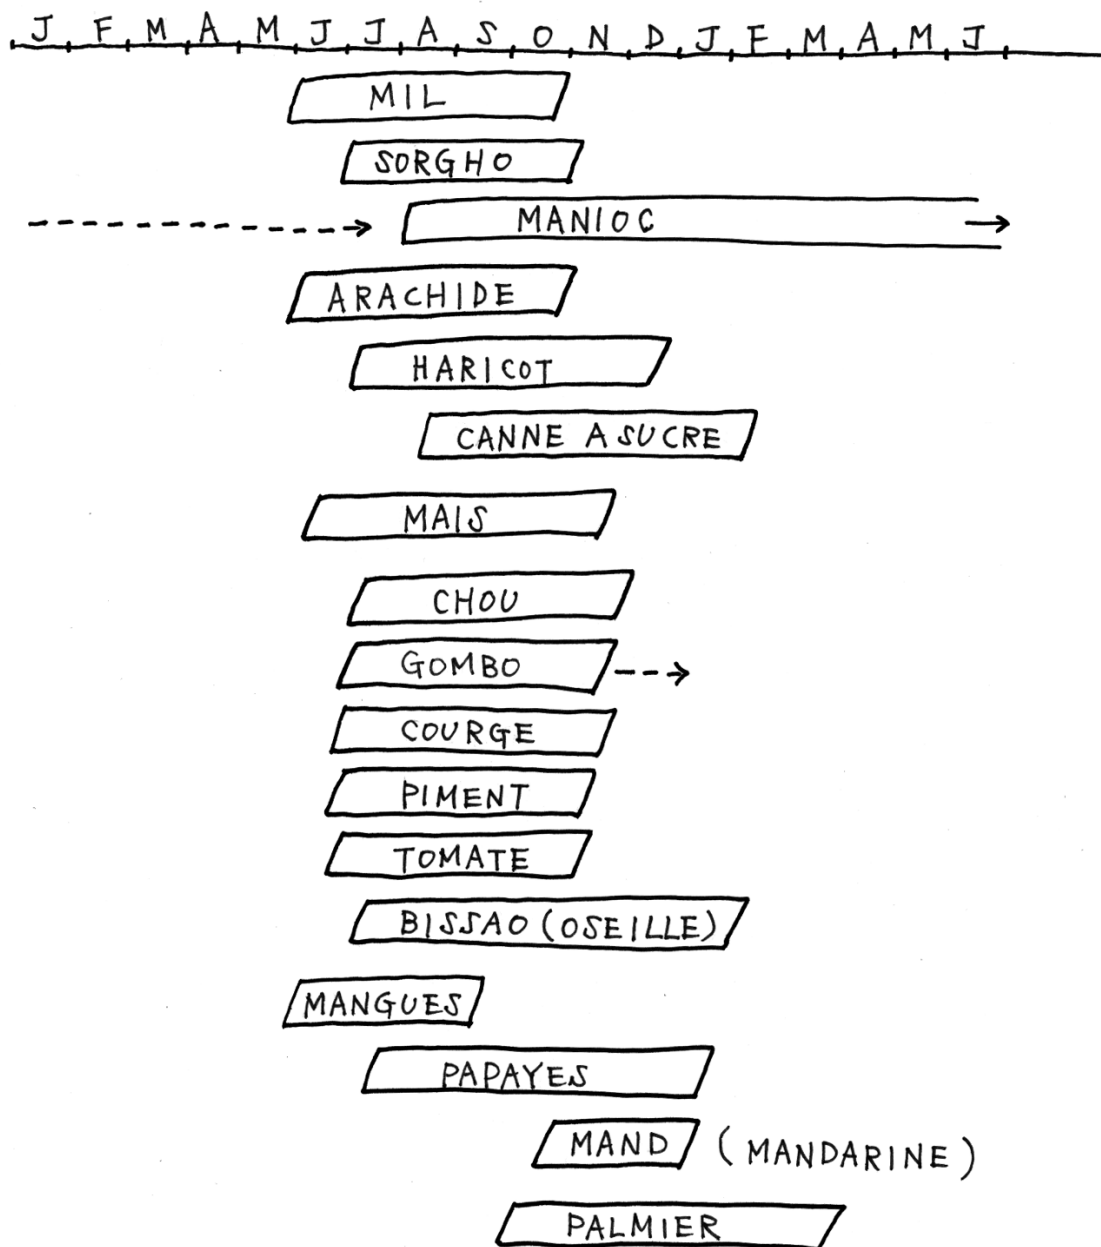 J F M A M J J A S O N D J F M A M J
MIL
SORGHO
MANIOC
ARACHIDE
HARICOT
CANNE A SUCRE
MAIS
CHOU
GOMBO
COURGE
PIMENT
TOMATE
BISSAO (OSEILLE)
MANGUES
PAPAYES
MAND (MANDARINE)
PALMIER